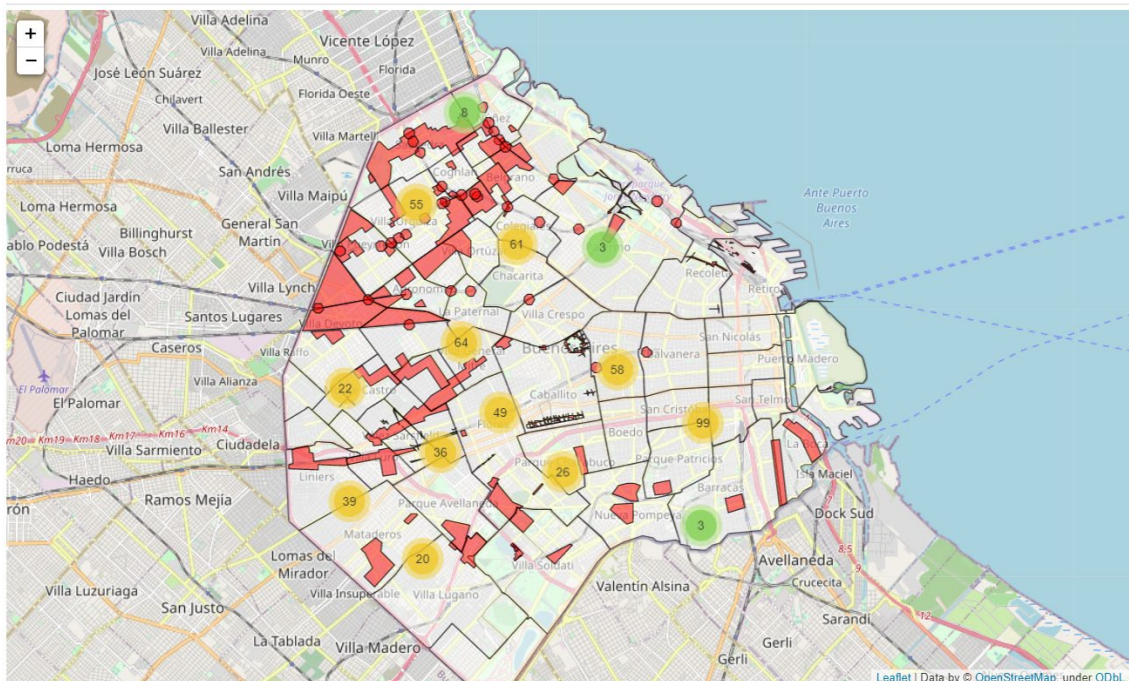 Villa Adelina
+
Vicente López
Villa Adelina
−
Munro
Florida
José León Suárez
Chilavert
Florida Oeste
8
Villa Ballester
Villa Martell
Loma Hermosa
San Andrés
Coghlan
Belgrano
Villa Maipú
Ante Puerto
Buenos
Aires
Loma Hermosa
55
General San
Martín
Billinghurst
Colegiales
Villa Bosch
61
3
Chacarita
Recoleta
Villa Lynch
Retiro
Ciudad Jardín
Lomas del
Palomar
Agronomía
La Paternal
Villa Crespo
Santos Lugares
Villa Devoto
San Nicolás
Caseros
64
Buenos Aires
Balvanera
Puerto Madero
Villa Raffo
58
El Palomar
Villa Alianza
22
Caballito
El Palomar
49
San Cristóbal
San Telmo
99
Km20
Km19
Km18
Km17
Km16
Km14
Ciudadela
Boedo
La Boca
Villa Sarmiento
36
Parque Patricios
Haedo
Liniers
26
Isla Maciel
Ramos Mejía
39
Parque Avellaneda
Barracas
Dock Sud
Nueva Pompeya
3
Mataderos
Lomas del
Mirador
20
Villa Soldati
Avellaneda
8,5
9
Villa Luzuriaga
Villa Insuperable
Villa Lugano
Valentín Alsina
Crucecita
San Justo
Sarandí
12
La Tablada
Villa Madero
Gerli
Gerli
Leaflet | Data by © OpenStreetMap, under ODbL.